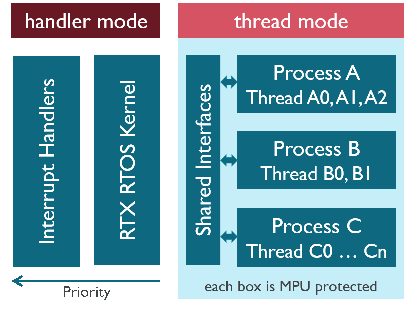 handler mode
thread mode
Interrupt Handlers
RTX RTOS Kernel
Shared Interfaces
Process A
Thread A0, A1, A2
Process B
Thread B0, B1
Process C
Thread C0 ... Cn
Priority
each box is MPU protected